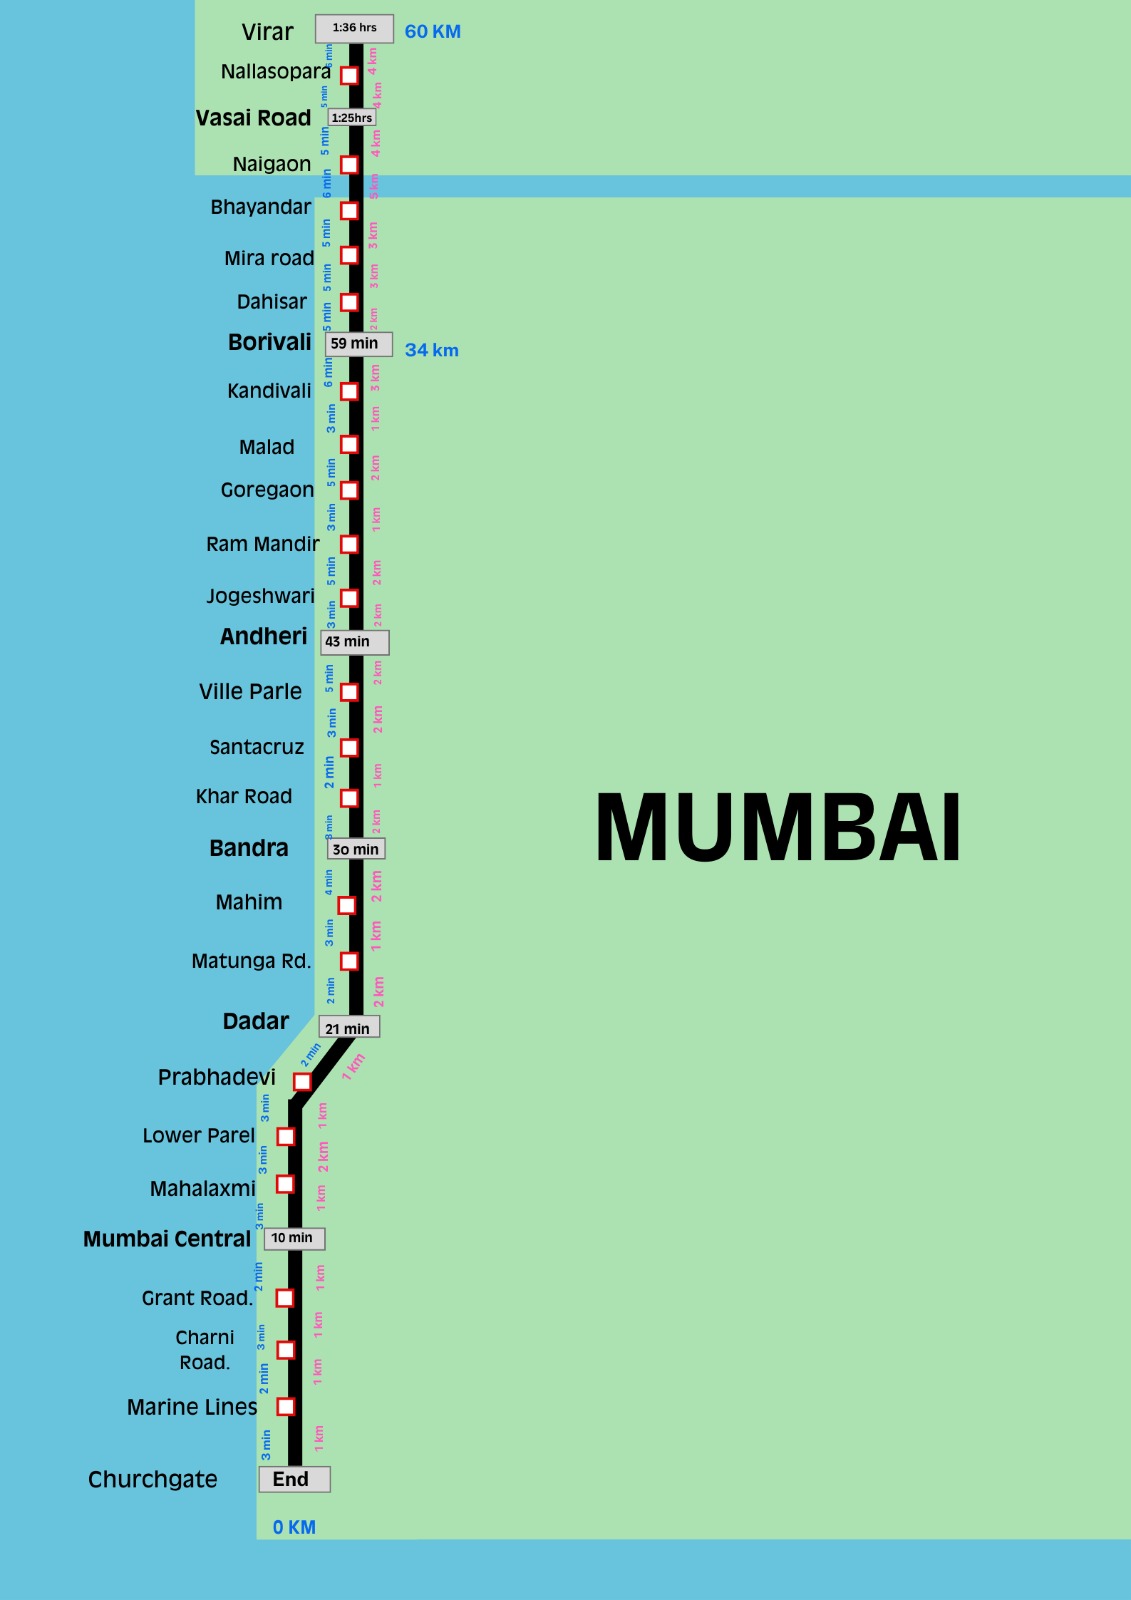 Virar 1:36 hrs 60 KM
6 min 4 km
Nallasopara
5 min 4 km
Vasai Road 1:25hrs
5 min 4 km
Naigaon
6 min 5 km
Bhayandar
5 min 3 km
Mira road
5 min 3 km
Dahisar
5 min 2 km
Borivali 59 min 34 km
6 min 3 km
Kandivali
3 min 1 km
Malad
5 min 2 km
Goregaon
3 min 1 km
Ram Mandir
5 min 2 km
Jogeshwari
3 min 2 km
Andheri 43 min
5 min 2 km
Ville Parle
3 min 2 km
Santacruz
2 min 1 km
Khar Road
3 min 2 km
MUMBAI
Bandra 30 min
4 min 2 km
Mahim
3 min 1 km
Matunga Rd.
2 min 2 km
Dadar 21 min
2 min 1 km
Prabhadevi
3 min 1 km
Lower Parel
3 min 2 km
Mahalaxmi
3 min 1 km
Mumbai Central 10 min
2 min 1 km
Grant Road.
3 min 1 km
Charni
Road.
2 min 1 km
Marine Lines
3 min 1 km
Churchgate End
0 KM